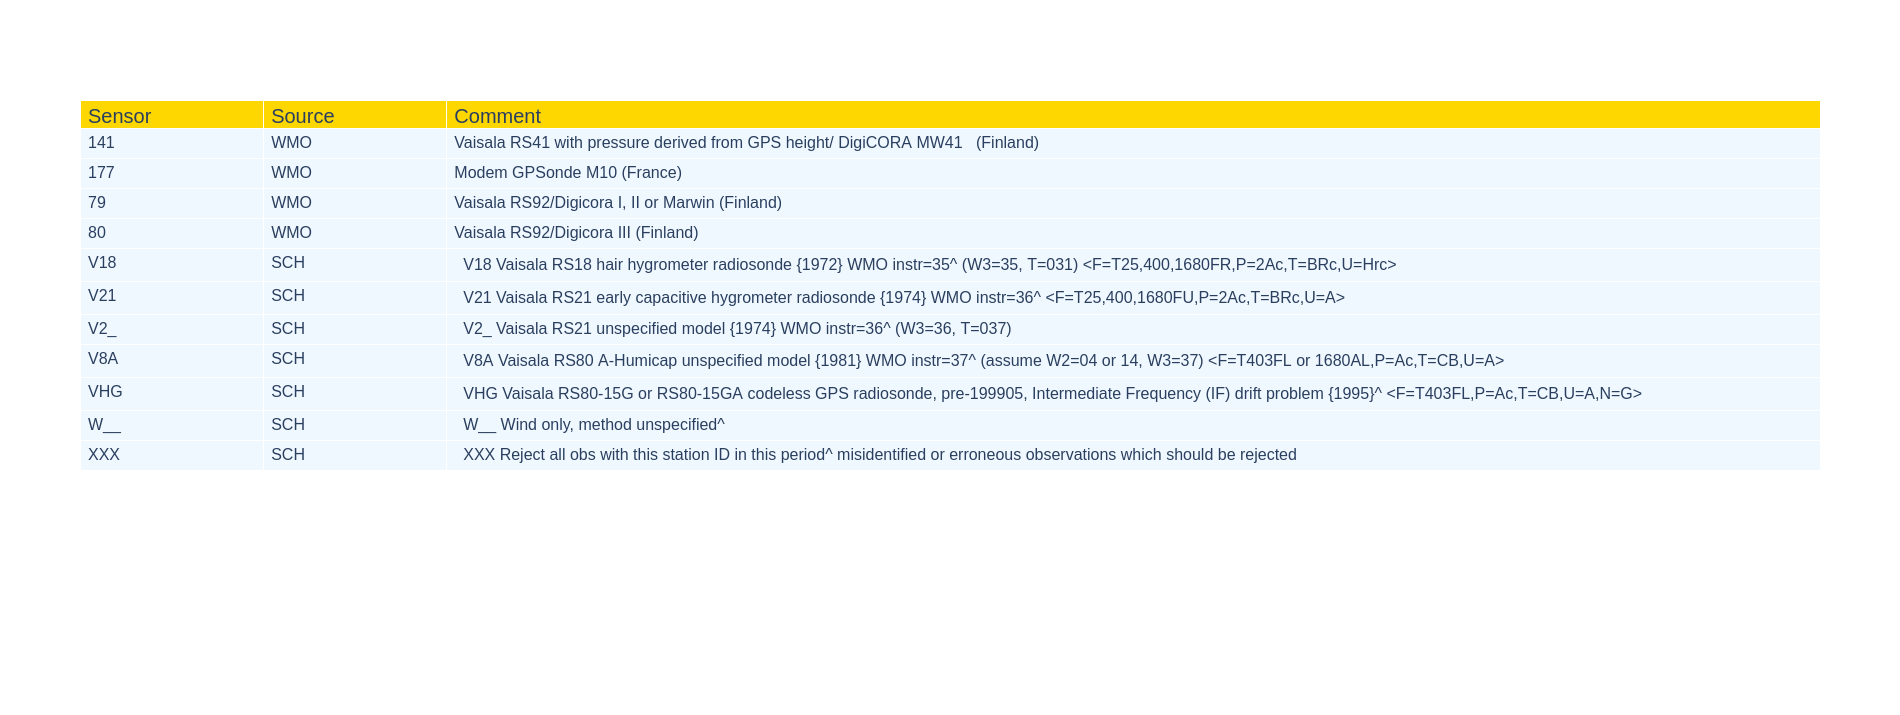 Sensor Source Comment
141 WMO Vaisala RS41 with pressure derived from GPS height/ DigiCORA MW41   (Finland)
177 WMO Modem GPSonde M10 (France)
79 WMO Vaisala RS92/Digicora I, II or Marwin (Finland)
80 WMO Vaisala RS92/Digicora III (Finland)
V18 SCH V18 Vaisala RS18 hair hygrometer radiosonde {1972} WMO instr=35^ (W3=35, T=031) <F=T25,400,1680FR,P=2Ac,T=BRc,U=Hrc>
V21 SCH V21 Vaisala RS21 early capacitive hygrometer radiosonde {1974} WMO instr=36^ <F=T25,400,1680FU,P=2Ac,T=BRc,U=A>
V2_ SCH V2_ Vaisala RS21 unspecified model {1974} WMO instr=36^ (W3=36, T=037)
V8A SCH V8A Vaisala RS80 A-Humicap unspecified model {1981} WMO instr=37^ (assume W2=04 or 14, W3=37) <F=T403FL or 1680AL,P=Ac,T=CB,U=A>
VHG SCH VHG Vaisala RS80-15G or RS80-15GA codeless GPS radiosonde, pre-199905, Intermediate Frequency (IF) drift problem {1995}^ <F=T403FL,P=Ac,T=CB,U=A,N=G>
W__ SCH W__ Wind only, method unspecified^
XXX SCH XXX Reject all obs with this station ID in this period^ misidentified or erroneous observations which should be rejected